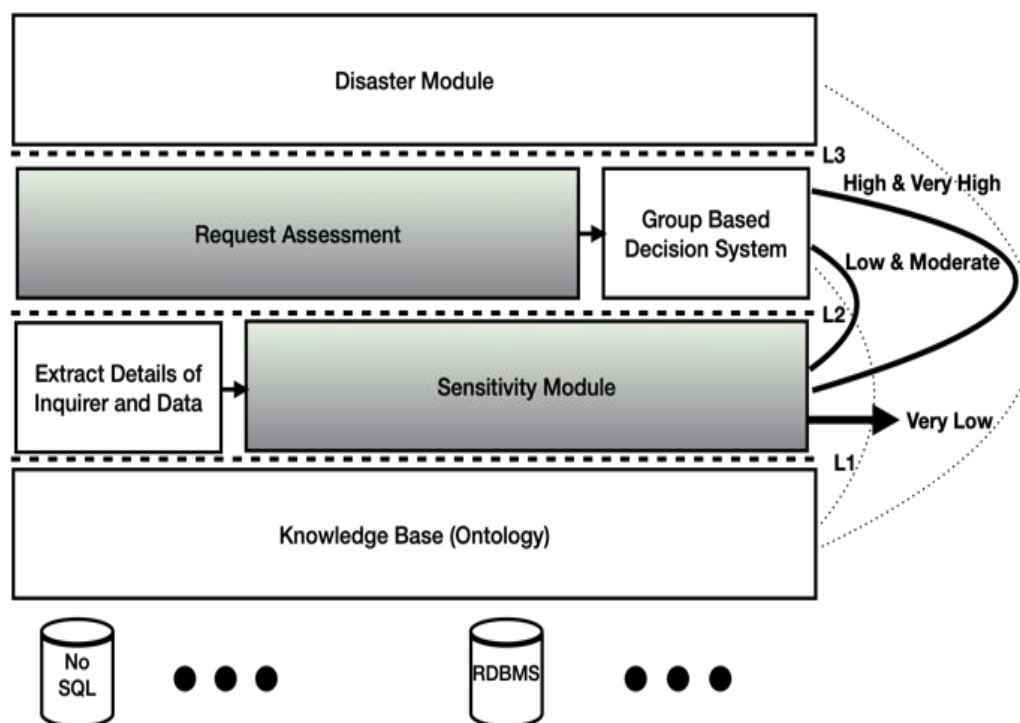 Disaster Module
L3
High & Very High
Request Assessment
Group Based
Decision System
Low & Moderate
L2
Extract Details of
Inquirer and Data
Sensitivity Module
Very Low
L1
Knowledge Base (Ontology)
No
SQL
RDBMS